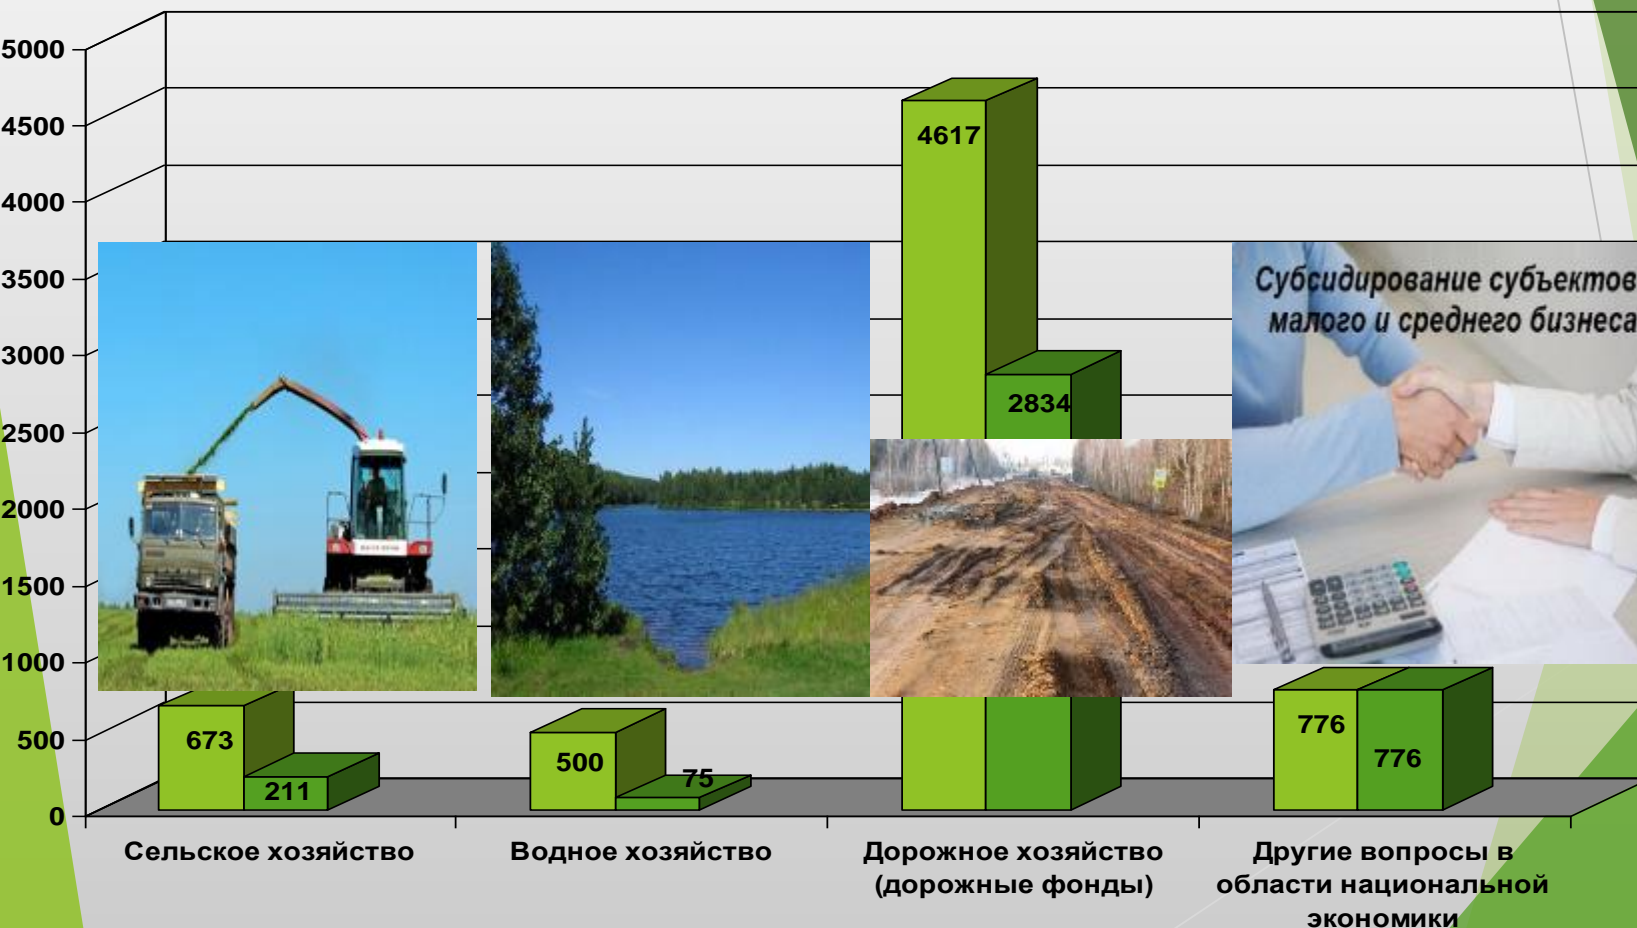 5000
4500
4000
3500
3000
2500
2000
1500
1000
500
0
4617
2834
673
211
500
75
776
776
Субсидирование субъектов
малого и среднего бизнеса
Сельское хозяйство
Водное хозяйство
Дорожное хозяйство
(дорожные фонды)
Другие вопросы в
области национальной
экономики